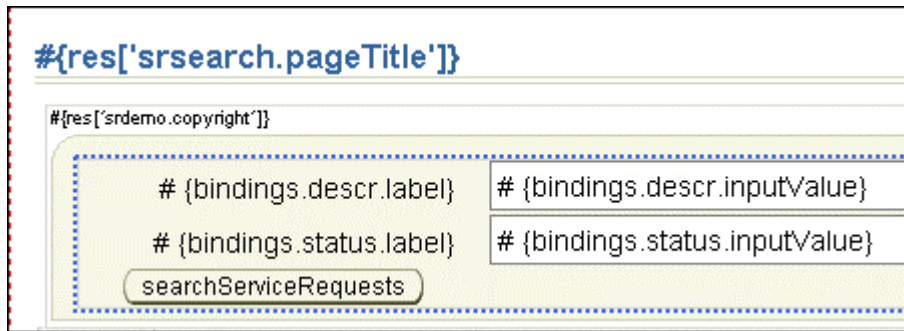 #{res['srsearch.pageTitle']}
#{res['srdemo.copyright']}
# {bindings.descr.label} # {bindings.descr.inputValue}
# {bindings.status.label} # {bindings.status.inputValue}
searchServiceRequests